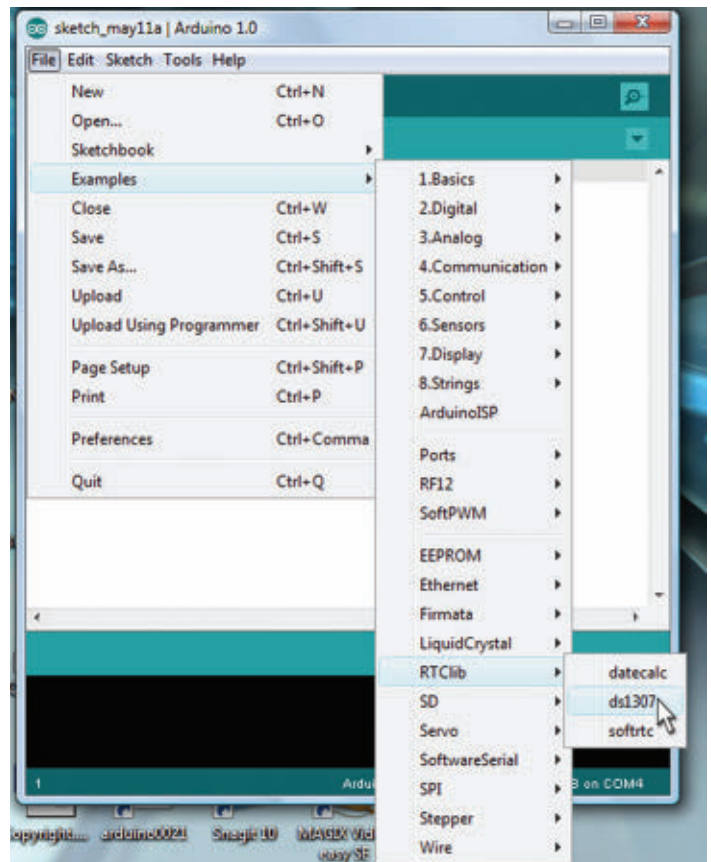 sketch_may11a | Arduino 1.0
File Edit Sketch Tools Help
New Ctrl+N
Open... Ctrl+O
Sketchbook
Examples
Close Ctrl+W
Save Ctrl+S
Save As... Ctrl+Shift+S
Upload Ctrl+U
Upload Using Programmer Ctrl+Shift+U
Page Setup Ctrl+Shift+P
Print Ctrl+P
Preferences Ctrl+Comma
Quit Ctrl+Q
1.Basics
2.Digital
3.Analog
4.Communication
5.Control
6.Sensors
7.Display
8.Strings
ArduinoISP
Ports
RF12
SoftPWM
EEPROM
Ethernet
Firmata
LiquidCrystal
RTClib
SD
Servo
SoftwareSerial
SPI
Stepper
Wire
datecalc
ds1307
softrtc
1 on COM4
arduino0021 Snagit 10 MAGIX
easy SE